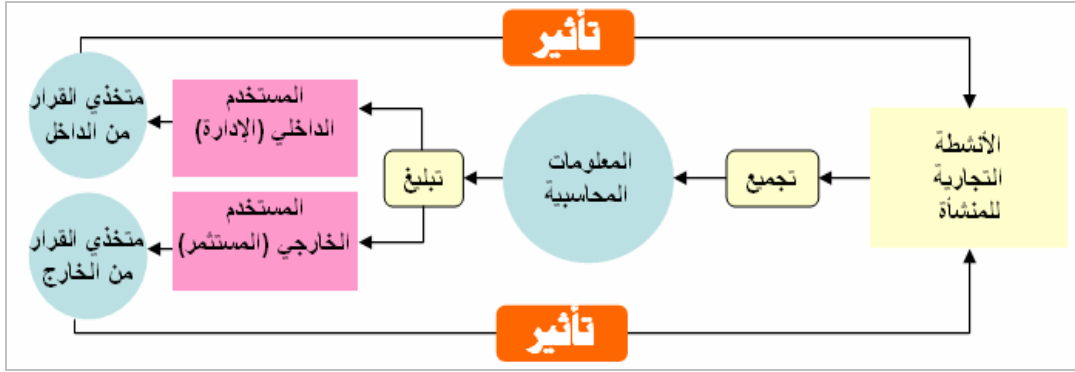 تأثير
الأنشطة
التجارية
للمنشأة
تجميع
المعلومات
المحاسبية
تبليغ
المستخدم
الداخلي (الإدارة)
متخذي القرار
من الداخل
المستخدم
الخارجي (المستثمر)
متخذي القرار
من الخارج
تأثير